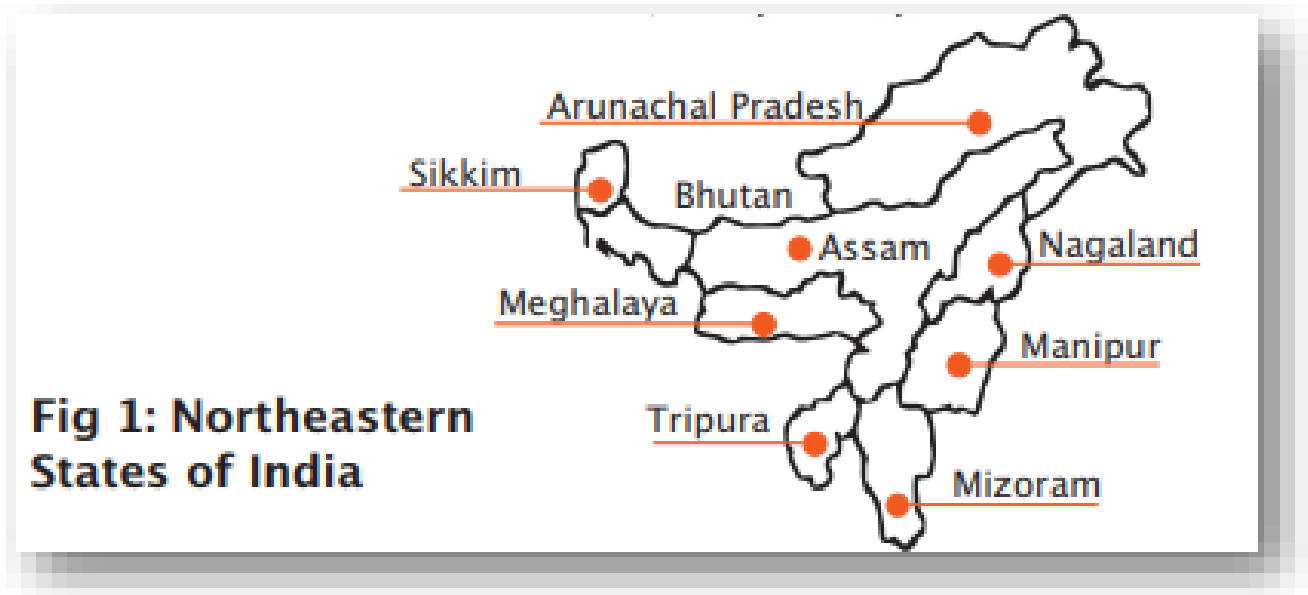 Arunachal Pradesh
Sikkim
Bhutan
Assam
Nagaland
Meghalaya
Manipur
Fig 1: Northeastern
States of India
Tripura
Mizoram